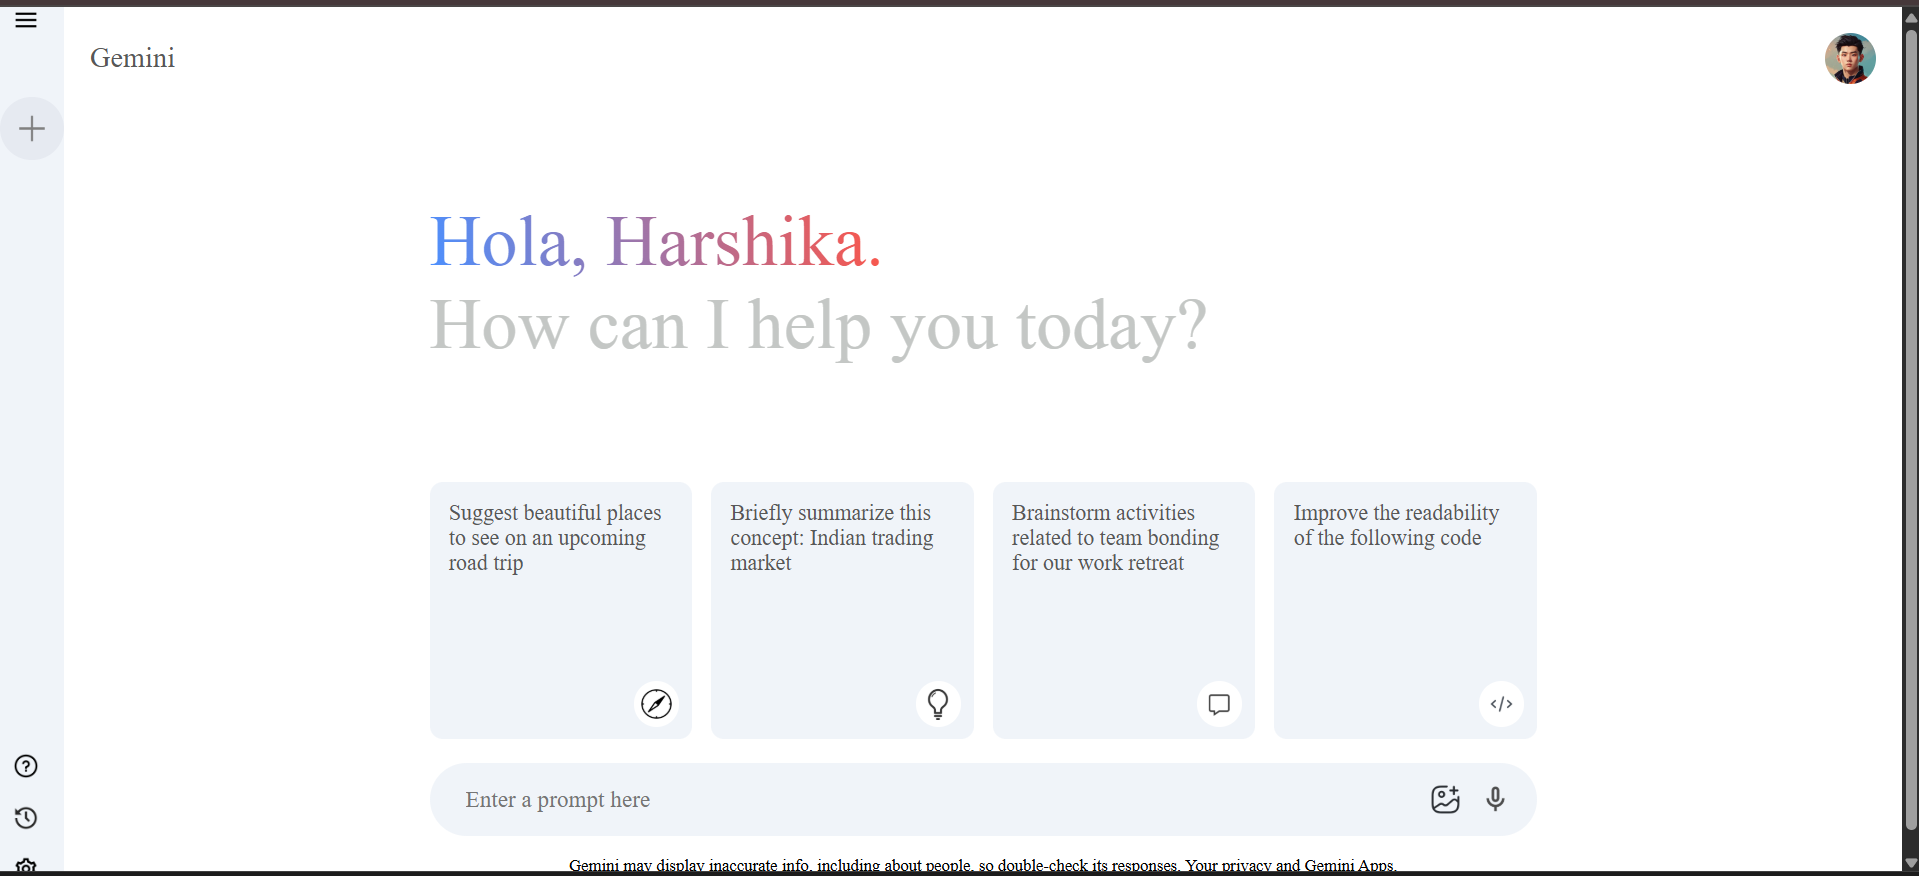 Gemini
Hola, Harshika.
How can I help you today?
Suggest beautiful places
to see on an upcoming
road trip
Briefly summarize this
concept: Indian trading
market
Brainstorm activities
related to team bonding
for our work retreat
Improve the readability
of the following code
Enter a prompt here
Gemini may display inaccurate info, including about people, so double-check its responses. Your privacy and Gemini Apps.